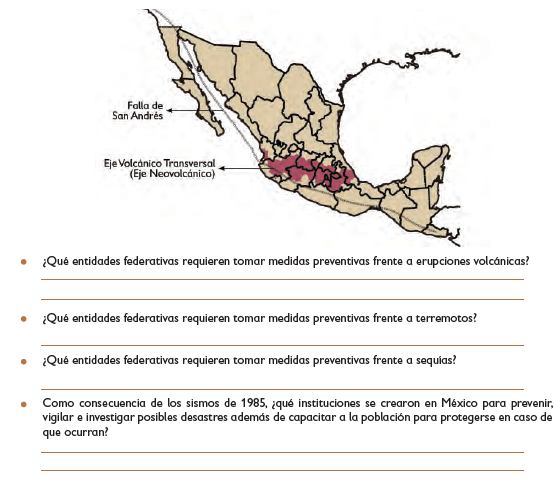 Falla de
San Andrés
Eje Volcánico Transversal
(Eje Neovolcánico)
• ¿Qué entidades federativas requieren tomar medidas preventivas frente a erupciones volcánicas?
• ¿Qué entidades federativas requieren tomar medidas preventivas frente a terremotos?
• ¿Qué entidades federativas requieren tomar medidas preventivas frente a sequías?
• Como consecuencia de los sismos de 1985, ¿qué instituciones se crearon en México para prevenir,
vigilar e investigar posibles desastres además de capacitar a la población para protegerse en caso de
que ocurran?